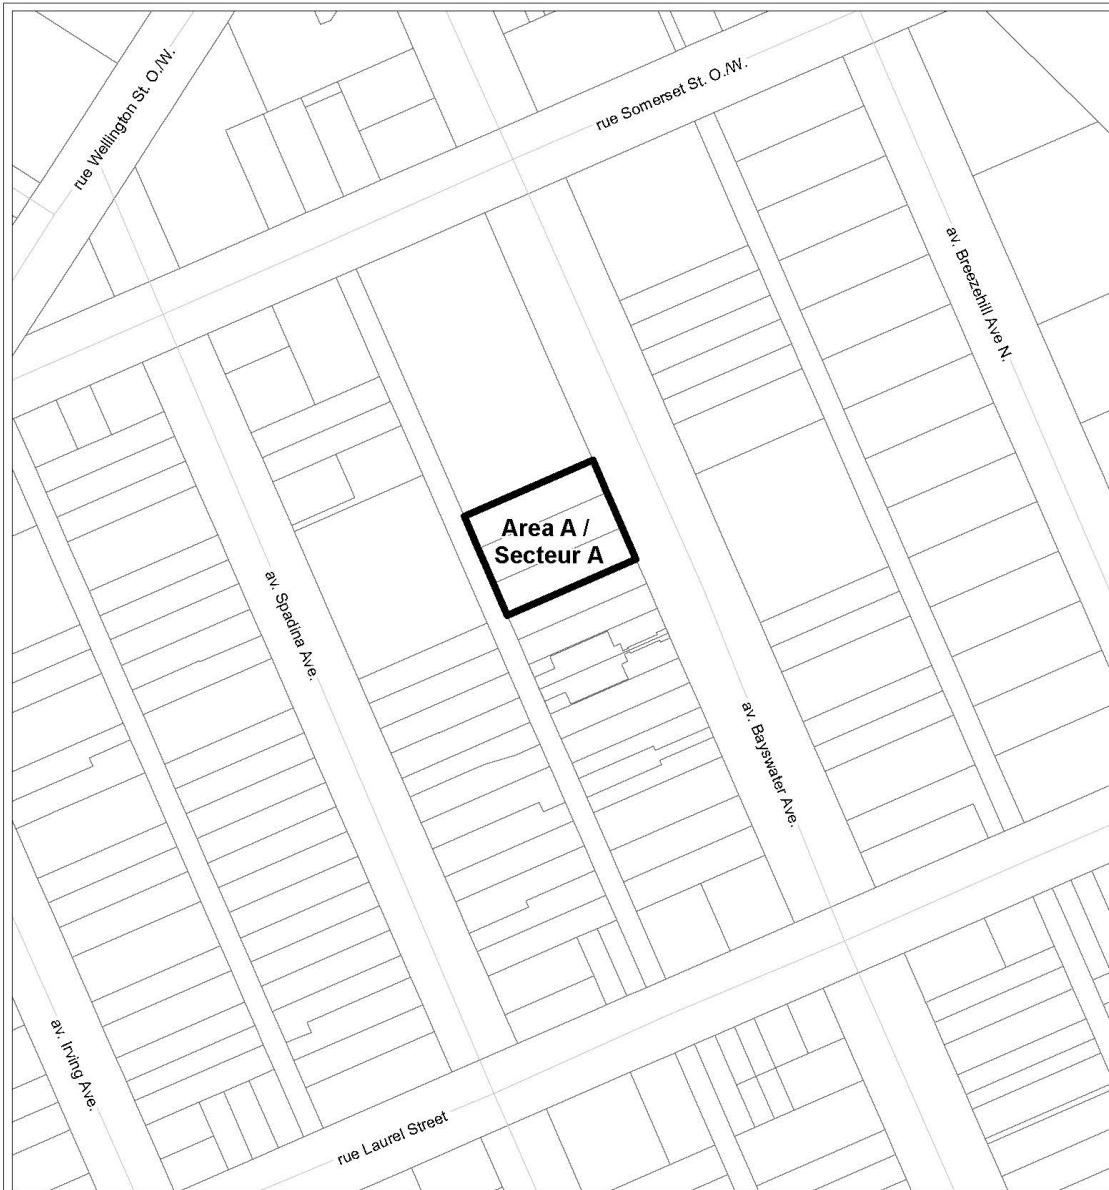 rue Wellington St. O./W.
rue Somerset St. O./W.
av. Breezehill Ave N.
Area A /
Secteur A
av. Spadina Ave.
av. Bayswater Ave.
av. Irving Ave.
rue Laurel Street